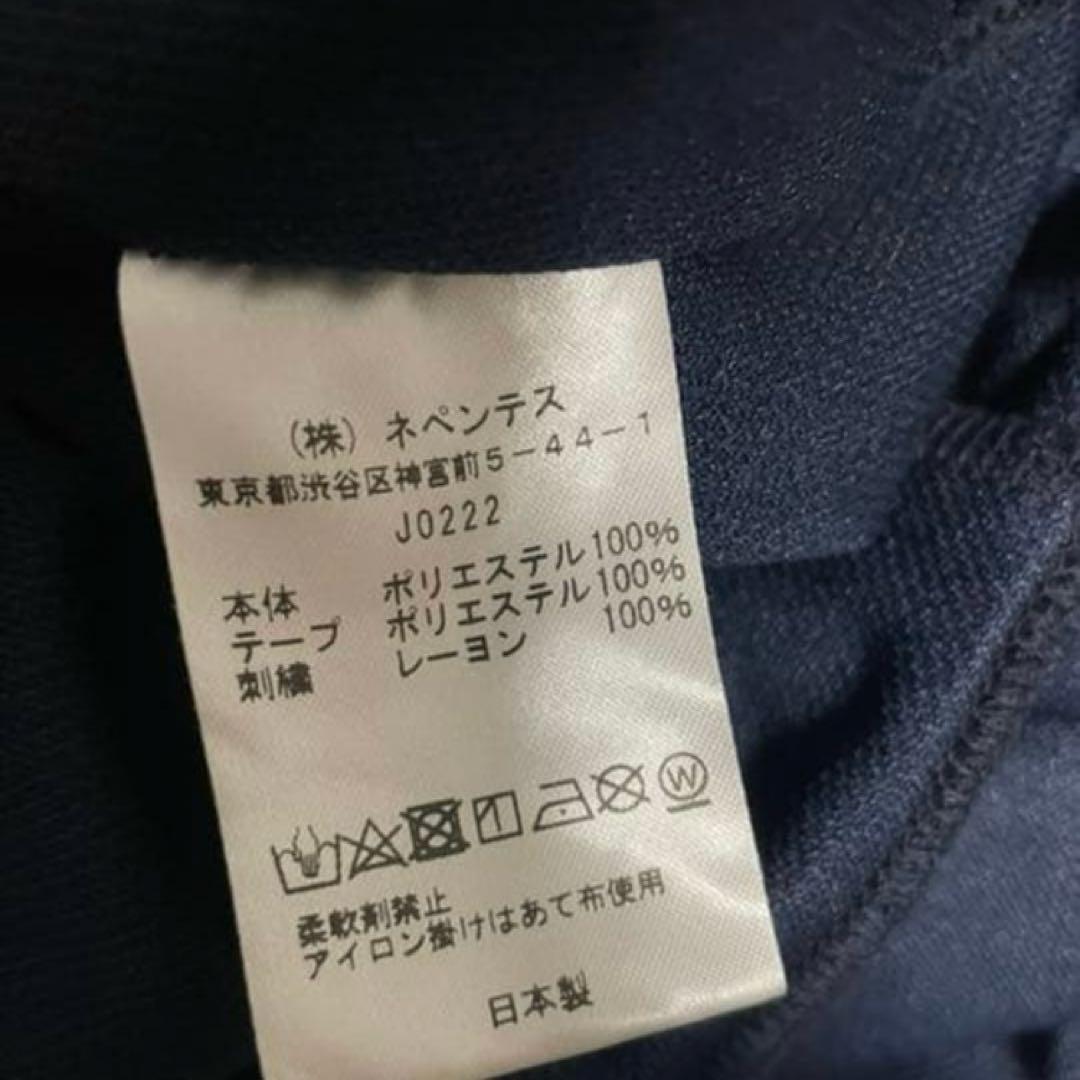 （株）ネペンテス
東京都渋谷区神宮前5-44-1
J0222
本体 ポリエステル100%
テープ ポリエステル100%
刺繍 レーヨン 100%
W
柔軟剤禁止
アイロン掛けはあて布使用
日本製